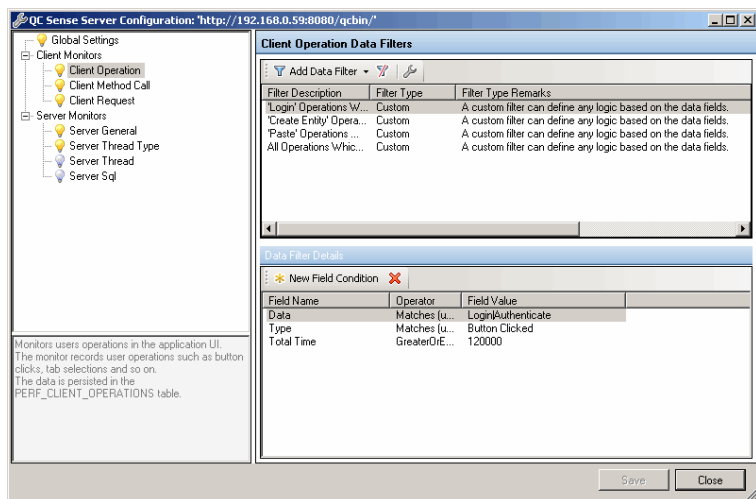 QC Sense Server Configuration: 'http://192.168.0.59:8080/qcbin/'
Global Settings
Client Monitors
Client Operation
Client Method Call
Client Request
Server Monitors
Server General
Server Thread Type
Server Thread
Server Sql
Monitors users operations in the application UI.
The monitor records user operations such as button
clicks, tab selections and so on.
The data is persisted in the
PERF_CLIENT_OPERATIONS table.
Client Operation Data Filters
Add Data Filter
Filter Description Filter Type Filter Type Remarks
'Login' Operations W... Custom A custom filter can define any logic based on the data fields.
'Create Entity' Opera... Custom A custom filter can define any logic based on the data fields.
'Paste' Operations ... Custom A custom filter can define any logic based on the data fields.
All Operations Whic... Custom A custom filter can define any logic based on the data fields.
Data Filter Details
New Field Condition
Field Name Operator Field Value
Data Matches (u... Login|Authenticate
Type Matches (u... Button Clicked
Total Time GreaterOrE... 120000
Save Close